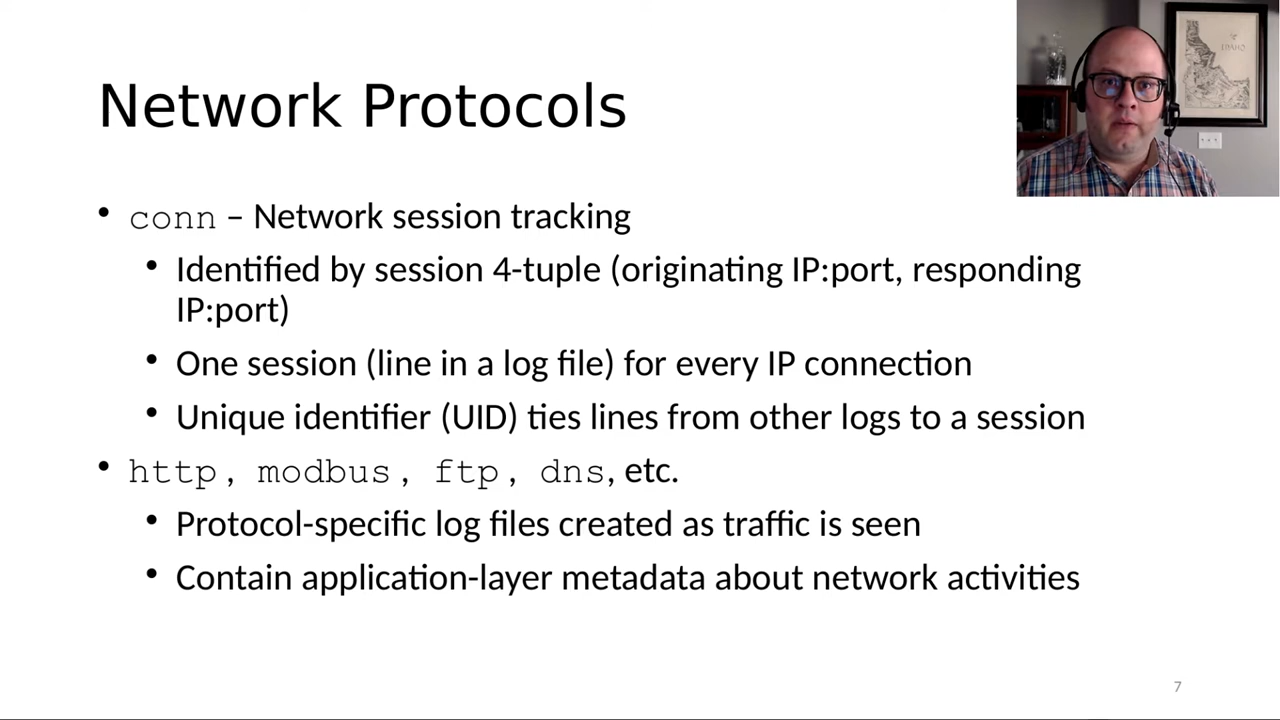 Network Protocols
IDAHO
• conn – Network session tracking
• Identified by session 4-tuple (originating IP:port, responding
IP:port)
• One session (line in a log file) for every IP connection
• Unique identifier (UID) ties lines from other logs to a session
• http, modbus, ftp, dns, etc.
• Protocol-specific log files created as traffic is seen
• Contain application-layer metadata about network activities
7